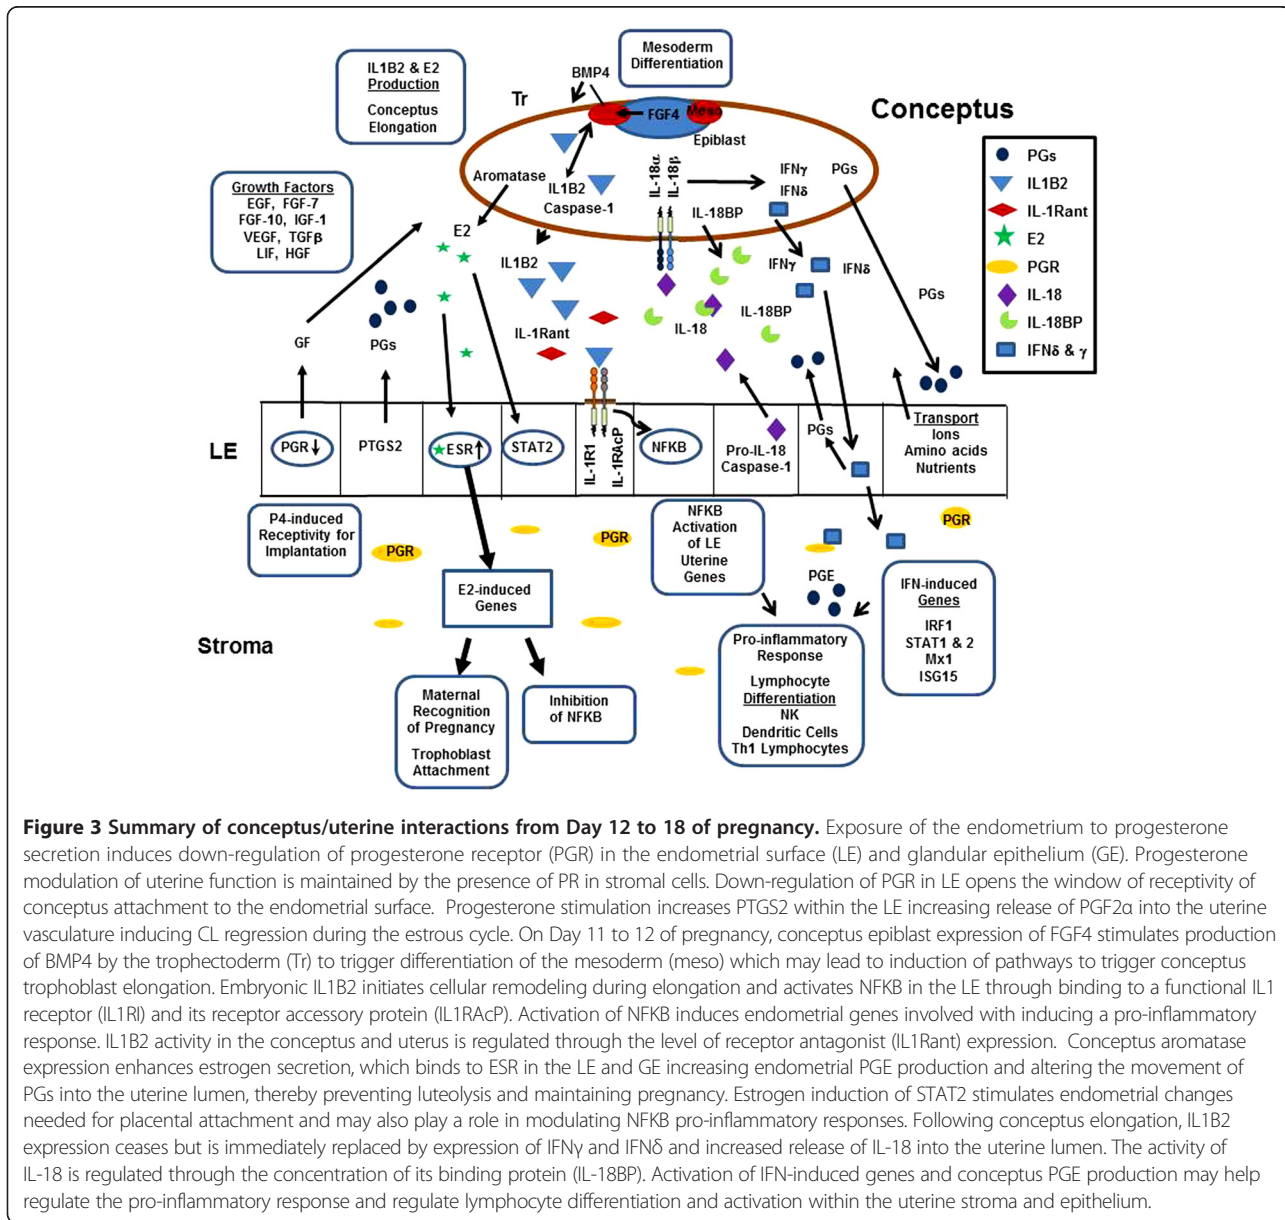 Mesoderm
Differentiation
IL1B2 & E2
Production
Conceptus
Elongation
BMP4
Tr
FGF4
Meso
Epiblast
Conceptus
Aromatase
IL1B2
Caspase-1
IL-18α
IL-18β
IFNγ
IFNδ
PGs
IL-18BP
PGs
IL1B2
IL-1Rant
E2
PGR
IL-18
IL-18BP
IFNδ & γ
Growth Factors
EGF, FGF-7
FGF-10, IGF-1
VEGF, TGFβ
LIF, HGF
E2
IL1B2
IFNγ
IFNδ
PGs
GF
PGs
IL-1Rant
IL-18
IL-18BP
LE
PGR
PTGS2
ESR
STAT2
IL-1R1
IL-1RAcP
NFKB
Pro-IL-18
Caspase-1
PGs
Transport
Ions
Amino acids
Nutrients
P4-induced
Receptivity for
Implantation
PGR
PGR
NFKB
Activation
of LE
Uterine
Genes
PGR
PGE
IFN-induced
Genes
IRF1
STAT1 & 2
Mx1
ISG15
E2-induced
Genes
Stroma
Maternal
Recognition
of Pregnancy
Trophoblast
Attachment
Inhibition
of NFKB
Pro-inflammatory
Response
Lymphocyte
Differentiation
NK
Dendritic Cells
Th1 Lymphocytes
Figure 3 Summary of conceptus/uterine interactions from Day 12 to 18 of pregnancy. Exposure of the endometrium to progesterone
secretion induces down-regulation of progesterone receptor (PGR) in the endometrial surface (LE) and glandular epithelium (GE). Progesterone
modulation of uterine function is maintained by the presence of PR in stromal cells. Down-regulation of PGR in LE opens the window of receptivity of
conceptus attachment to the endometrial surface. Progesterone stimulation increases PTGS2 within the LE increasing release of PGF2α into the uterine
vasculature inducing CL regression during the estrous cycle. On Day 11 to 12 of pregnancy, conceptus epiblast expression of FGF4 stimulates production
of BMP4 by the trophectoderm (Tr) to trigger differentiation of the mesoderm (meso) which may lead to induction of pathways to trigger conceptus
trophoblast elongation. Embryonic IL1B2 initiates cellular remodeling during elongation and activates NFKB in the LE through binding to a functional IL1
receptor (IL1RI) and its receptor accessory protein (IL1RAcP). Activation of NFKB induces endometrial genes involved with inducing a pro-inflammatory
response. IL1B2 activity in the conceptus and uterus is regulated through the level of receptor antagonist (IL1Rant) expression. Conceptus aromatase
expression enhances estrogen secretion, which binds to ESR in the LE and GE increasing endometrial PGE production and altering the movement of
PGs into the uterine lumen, thereby preventing luteolysis and maintaining pregnancy. Estrogen induction of STAT2 stimulates endometrial changes
needed for placental attachment and may also play a role in modulating NFKB pro-inflammatory responses. Following conceptus elongation, IL1B2
expression ceases but is immediately replaced by expression of IFNγ and IFNδ and increased release of IL-18 into the uterine lumen. The activity of
IL-18 is regulated through the concentration of its binding protein (IL-18BP). Activation of IFN-induced genes and conceptus PGE production may help
regulate the pro-inflammatory response and regulate lymphocyte differentiation and activation within the uterine stroma and epithelium.